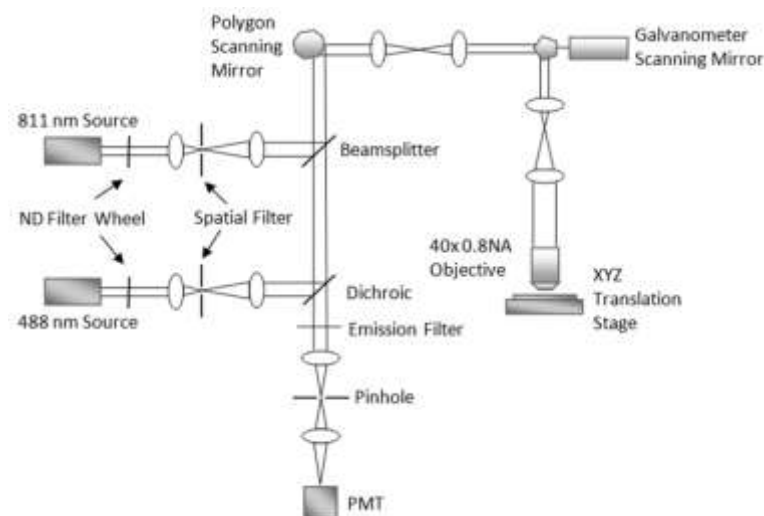 Polygon
Scanning
Mirror
Galvanometer
Scanning Mirror
811 nm Source
Beamsplitter
ND Filter Wheel
Spatial Filter
40x 0.8NA
Objective
XYZ
Translation
Stage
Dichroic
488 nm Source
Emission Filter
Pinhole
PMT